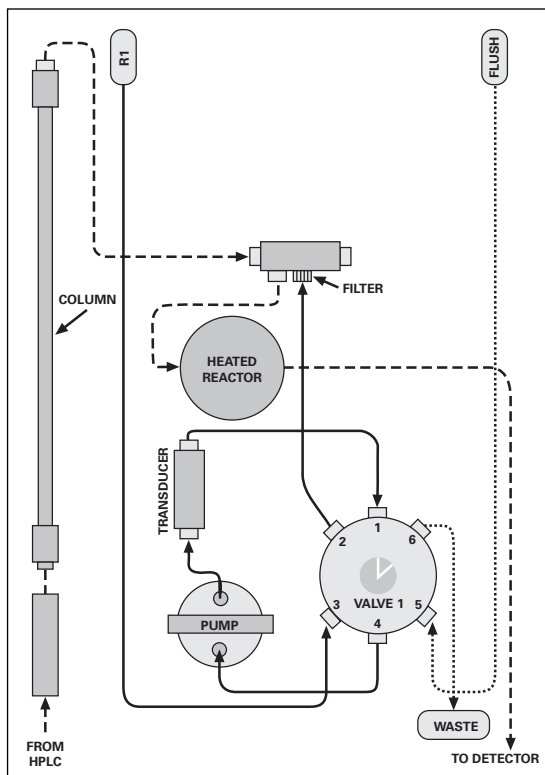 R1
FLUSH
COLUMN
FILTER
HEATED
REACTOR
TRANSDUCER
1
2
6
3
VALVE 1
5
4
PUMP
WASTE
FROM
HPLC
TO DETECTOR